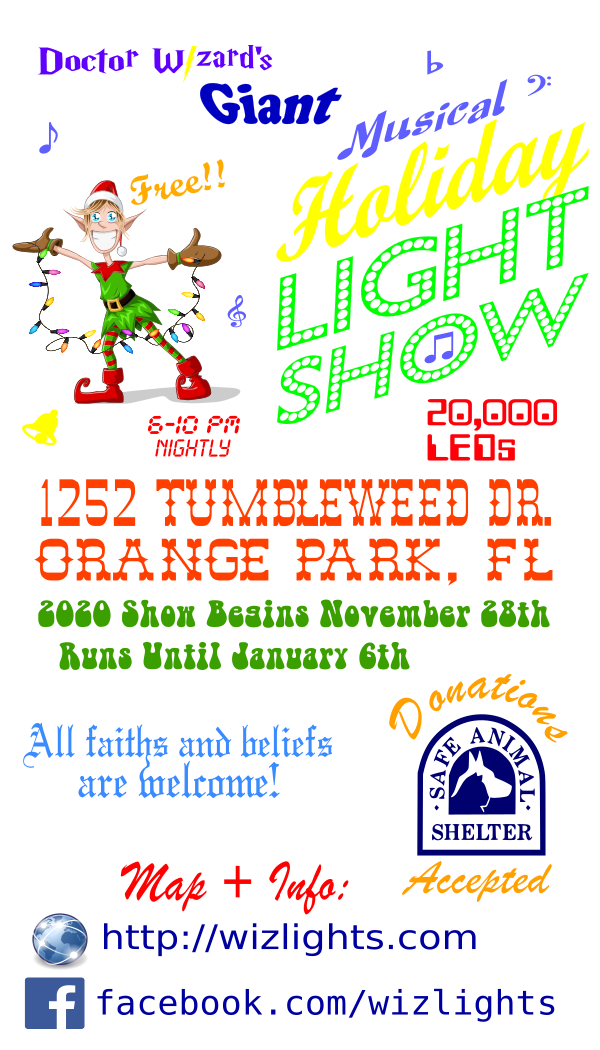 Doctor Wizard's
Giant
Musical
Holiday
LIGHT
SHOW
Free!!
6-10 PM
NIGHTLY
20,000
LEDs
1252 TUMBLEWEED DR.
ORANGE PARK, FL
2020 Show Begins November 28th
Runs Until January 6th
All faiths and beliefs
are welcome!
Donations
SAFE ANIMAL
SHELTER
Accepted
Map + Info:
http://wizlights.com
f facebook.com/wizlights